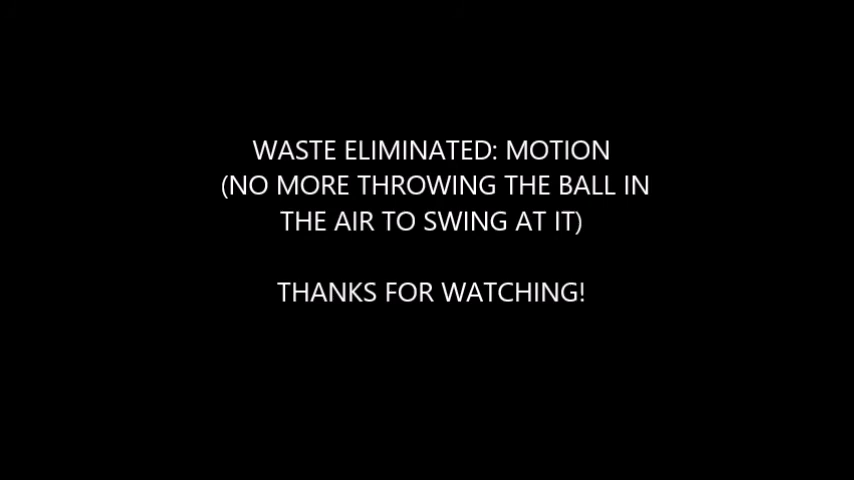 WASTE ELIMINATED: MOTION
(NO MORE THROWING THE BALL IN
THE AIR TO SWING AT IT)
THANKS FOR WATCHING!